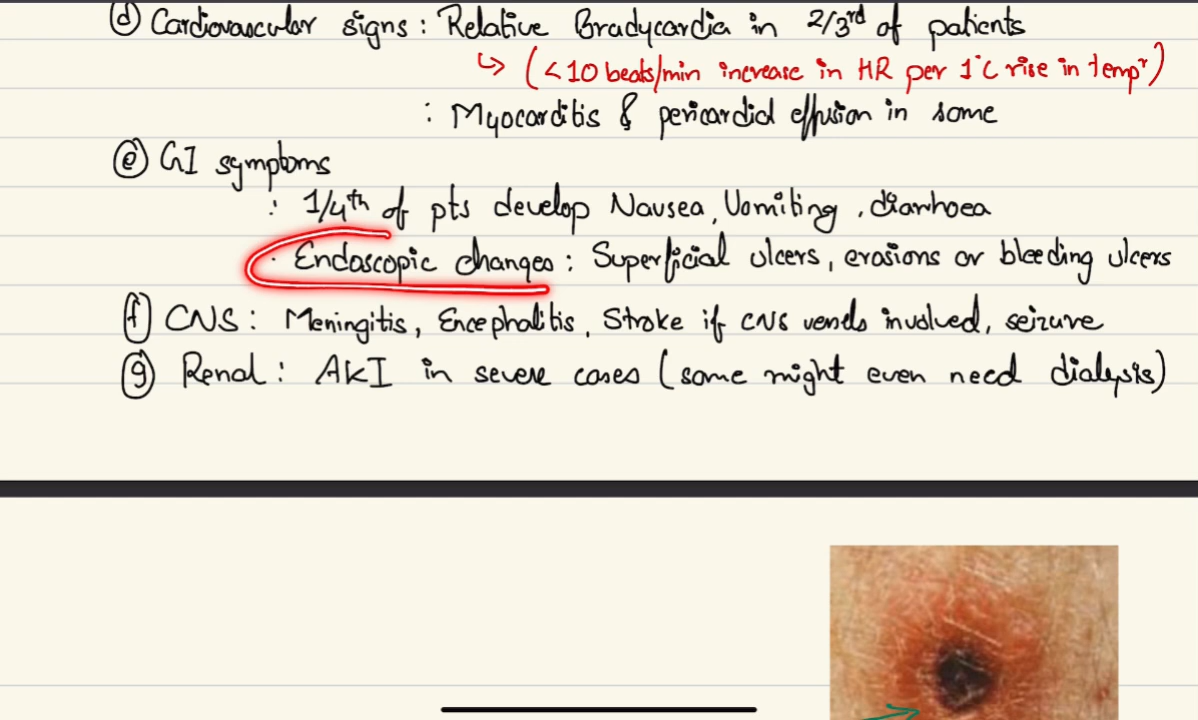 ⓓ Cardiovascular signs : Relative Bradycardia in 2/3rd of patients
↳ (<10 beats/min increase in HR per 1°C rise in tempr)
: Myocarditis & pericardial effusion in some
ⓔ GI symptoms
: 1/4th of pts develop Nausea, Vomiting, diarrhoea
· Endoscopic changes : Superficial ulcers, erosions or bleeding ulcers
ⓕ CNS : Meningitis, Encephalitis, Stroke if CNS vessels involved, seizure
ⓖ Renal : AKI in severe cases (some might even need dialysis)